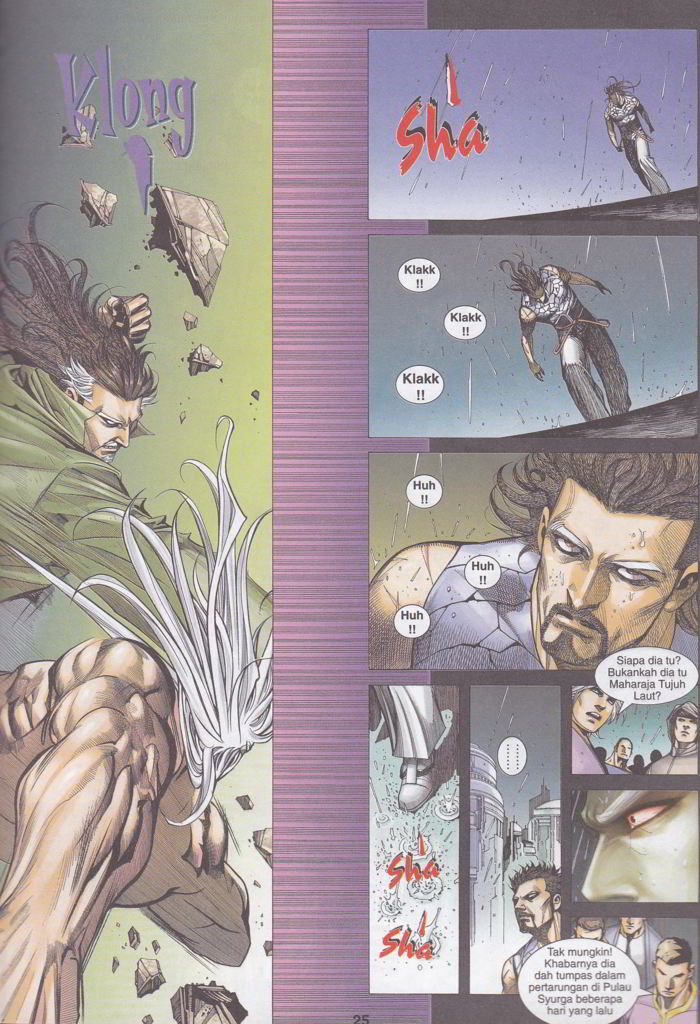 Klong
!
Sha!
Klakk
!!
Klakk
!!
Klakk
!!
Huh
!!
Huh
!!
Huh
!!
Siapa dia tu?
Bukankah dia tu
Maharaja Tujuh
Laut?
......
Sha!
Sha!
Tak mungkin!
Khabarnya dia
dah tumpas dalam
pertarungan di Pulau
Syurga beberapa
hari yang lalu
25